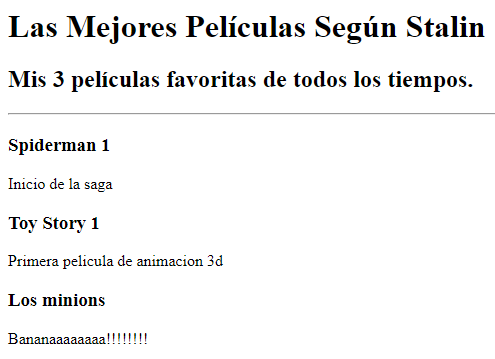 Las Mejores Películas Según Stalin
Mis 3 películas favoritas de todos los tiempos.
Spiderman 1
Inicio de la saga
Toy Story 1
Primera pelicula de animacion 3d
Los minions
Bananaaaaaaaa!!!!!!!!